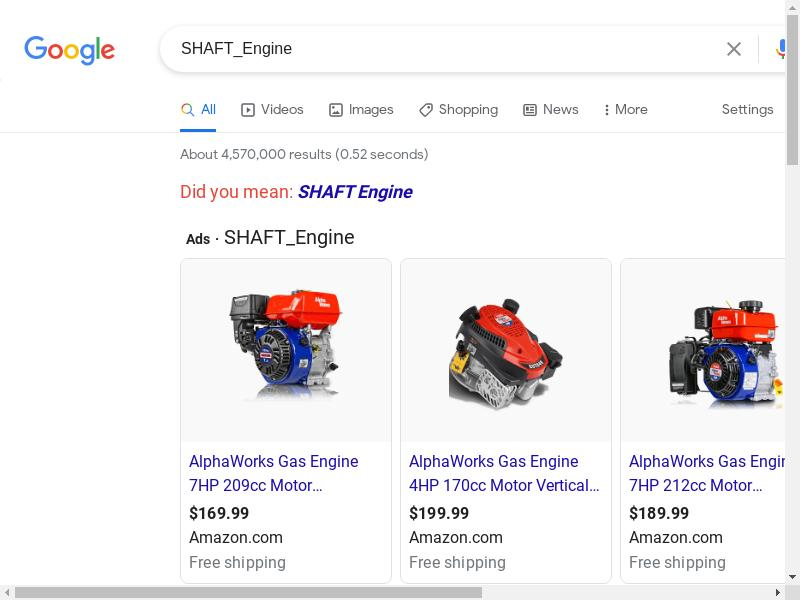 Google
SHAFT_Engine
All
Videos
Images
Shopping
News
More
Settings
About 4,570,000 results (0.52 seconds)
Did you mean: SHAFT Engine
Ads · SHAFT_Engine
AlphaWorks Gas Engine
7HP 209cc Motor…
$169.99
Amazon.com
Free shipping
AlphaWorks Gas Engine
4HP 170cc Motor Vertical…
$199.99
Amazon.com
Free shipping
AlphaWorks Gas Engin
7HP 212cc Motor…
$189.99
Amazon.com
Free shipping